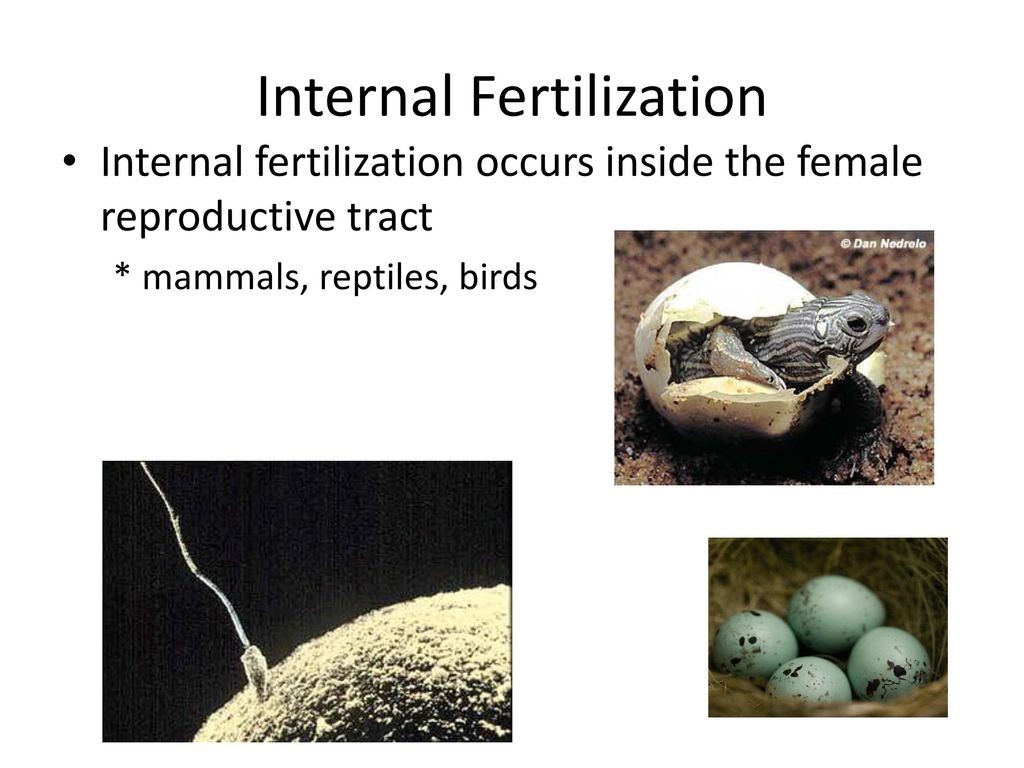 Internal Fertilization
• Internal fertilization occurs inside the female
reproductive tract
* mammals, reptiles, birds
© Dan Nedrelo